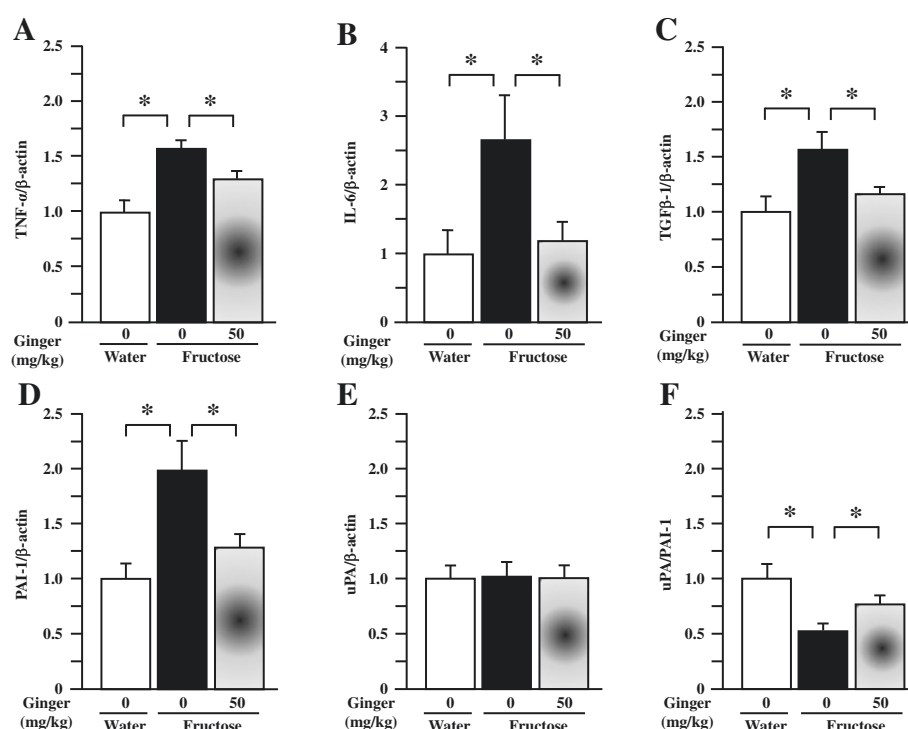 A
B
C
2.5
2.0
1.5
1.0
0.5
0
TNF-α/β-actin
* *
4
3
2
1
0
IL-6/β-actin
* *
2.5
2.0
1.5
1.0
0.5
0
TGFβ-1/β-actin
* *
Ginger 0 0 50
(mg/kg) Water Fructose
Ginger 0 0 50
(mg/kg) Water Fructose
Ginger 0 0 50
(mg/kg) Water Fructose
D
E
F
2.5
2.0
1.5
1.0
0.5
0
PAI-1/β-actin
* *
2.5
2.0
1.5
1.0
0.5
0
uPA/β-actin
2.5
2.0
1.5
1.0
0.5
0
uPA/PAI-1
* *
Ginger 0 0 50
(mg/kg) Water Fructose
Ginger 0 0 50
(mg/kg) Water Fructose
Ginger 0 0 50
(mg/kg) Water Fructose